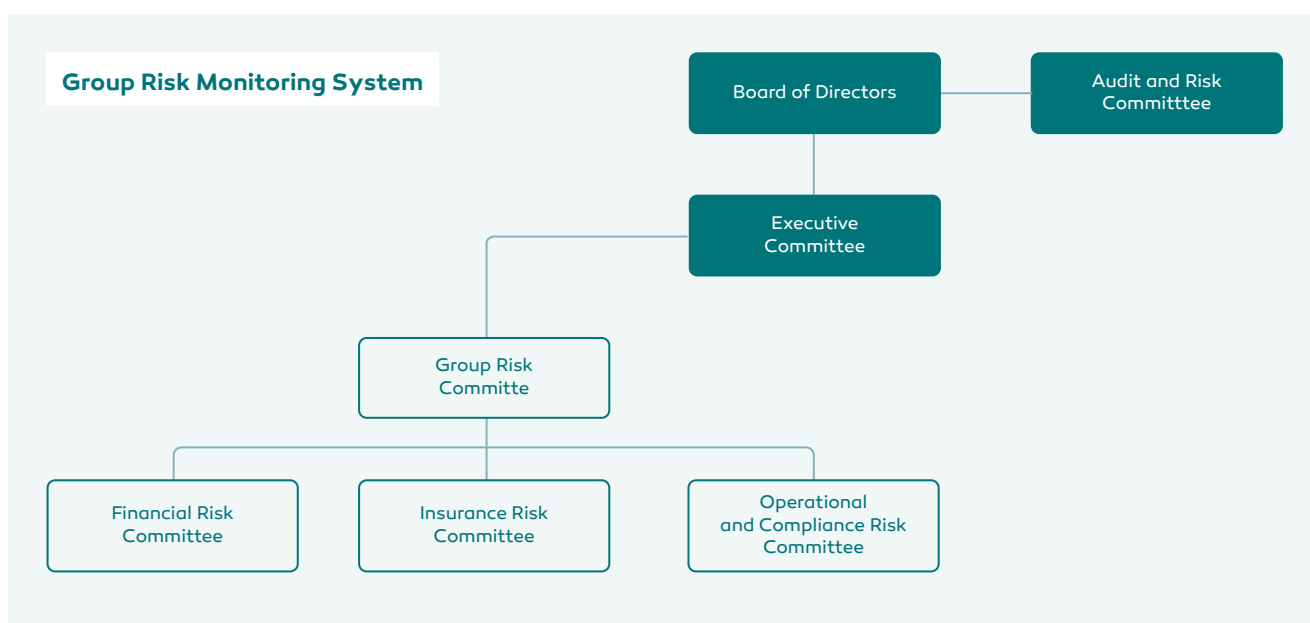 Group Risk Monitoring System
Board of Directors
Audit and Risk
Committtee
Executive
Committee
Group Risk
Committe
Financial Risk
Committee
Insurance Risk
Committee
Operational
and Compliance Risk
Committee